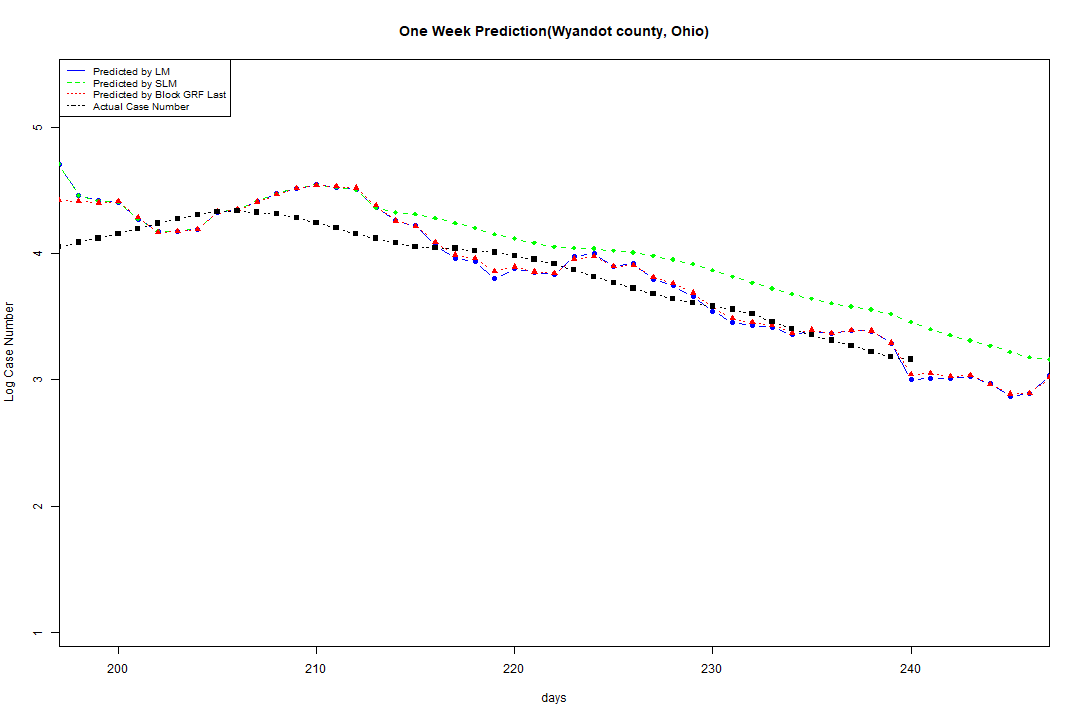 One Week Prediction(Wyandot county, Ohio)
Predicted by LM
Predicted by SLM
Predicted by Block GRF Last
Actual Case Number
5
4
3
2
1
Log Case Number
200 210 220 230 240
days